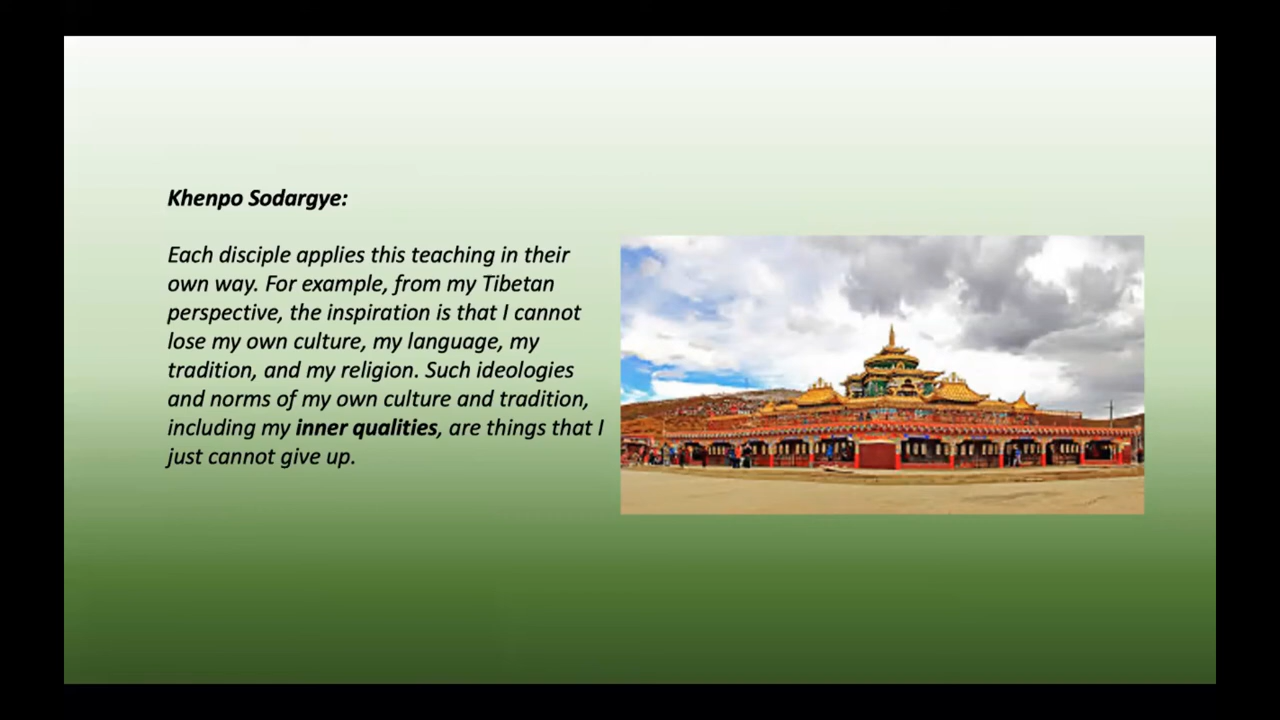 Khenpo Sodargye:
Each disciple applies this teaching in their
own way. For example, from my Tibetan
perspective, the inspiration is that I cannot
lose my own culture, my language, my
tradition, and my religion. Such ideologies
and norms of my own culture and tradition,
including my inner qualities, are things that I
just cannot give up.